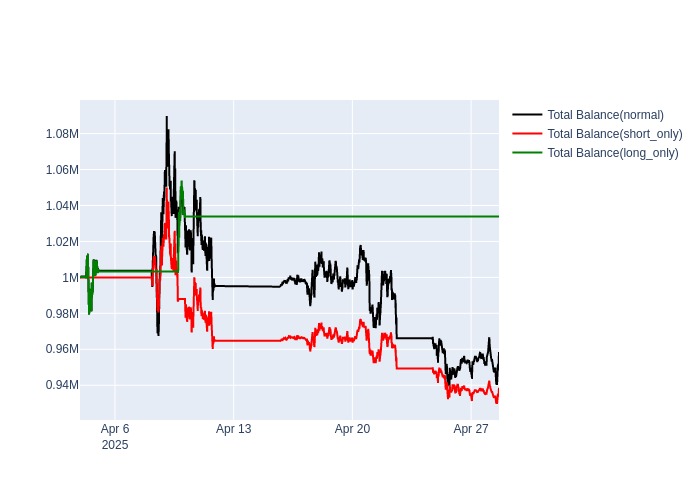 Total Balance(normal)
Total Balance(short_only)
Total Balance(long_only)
1.08M
1.06M
1.04M
1.02M
1M
0.98M
0.96M
0.94M
Apr 6
2025
Apr 13
Apr 20
Apr 27